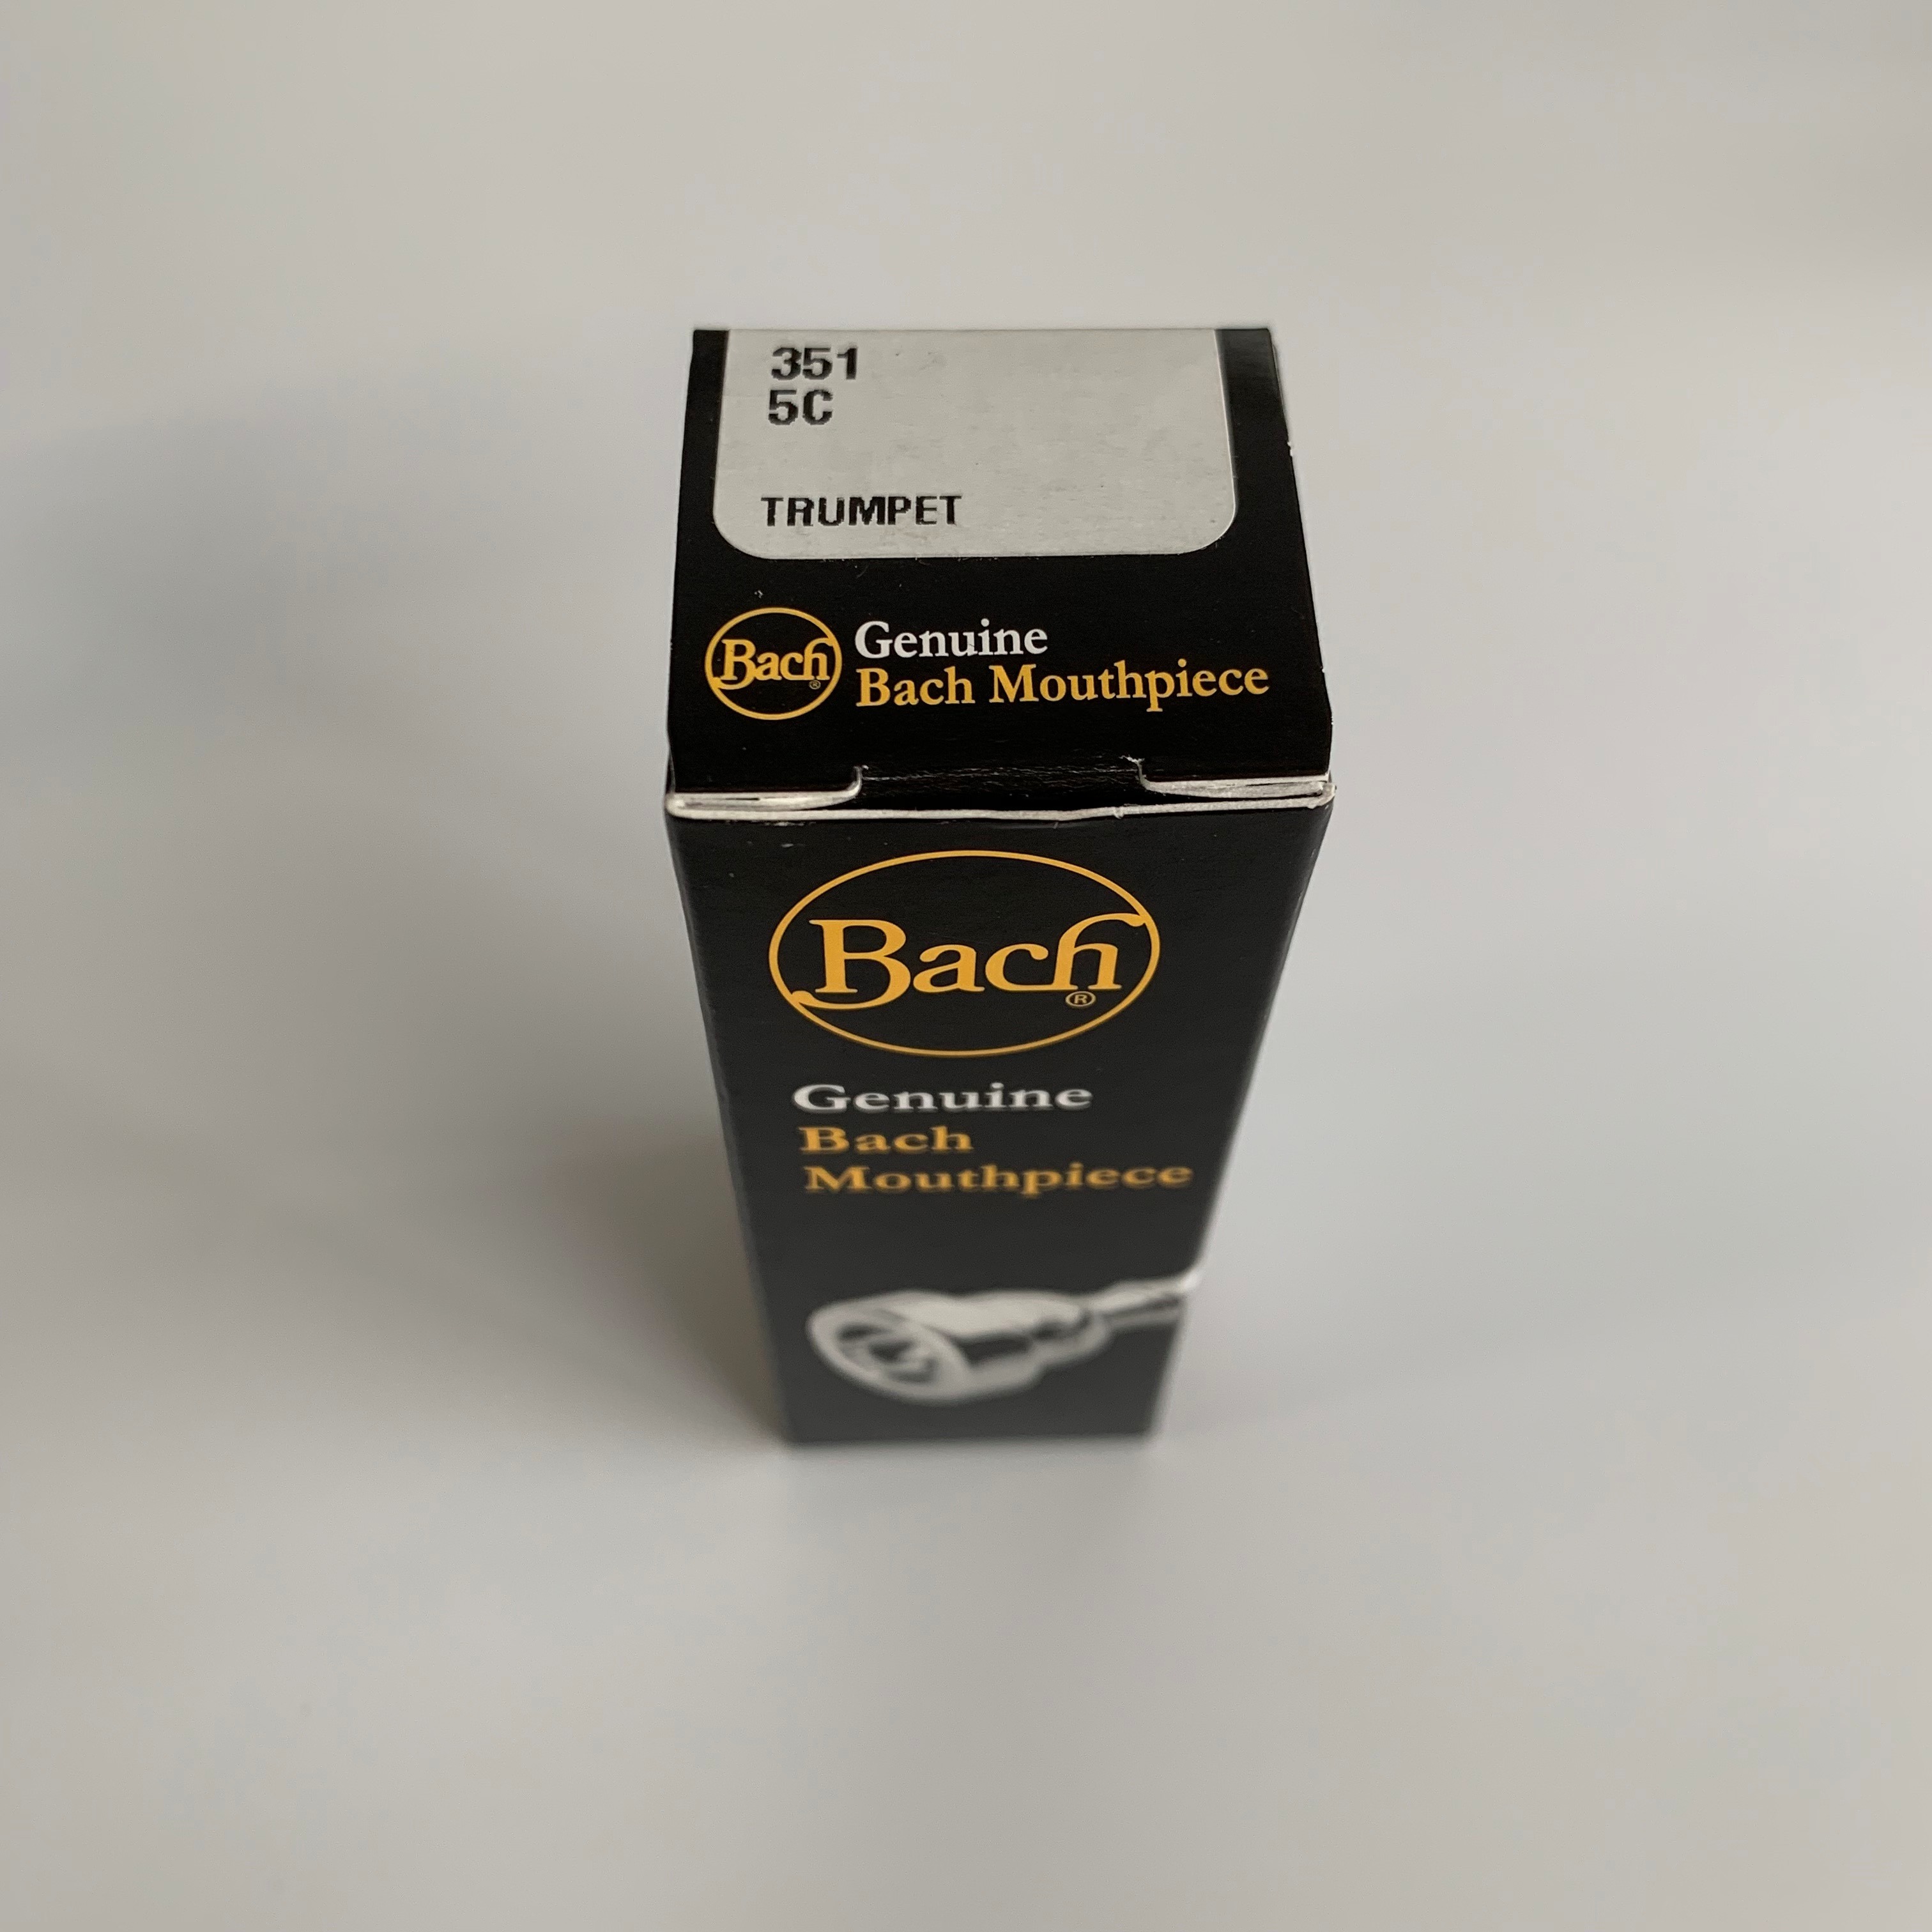 351
5C
TRUMPET
Bach®
Genuine
Bach Mouthpiece
Bach®
Genuine
Bach
Mouthpiece